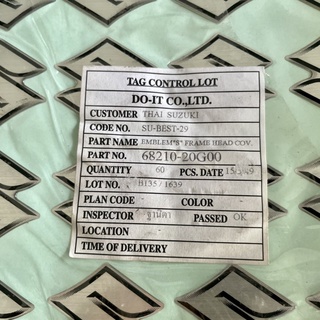 TAG CONTROL LOT
DO-IT CO.,LTD.
CUSTOMER THAI SUZUKI
CODE NO. SU-BEST-29
PART NAME EMBLEM"S" FRAME HEAD COV.
PART NO. 68210-20G00
QUANTITY 60 PCS. DATE
LOT NO. B135/1639
PLAN CODE COLOR
INSPECTOR PASSED OK
LOCATION
TIME OF DELIVERY